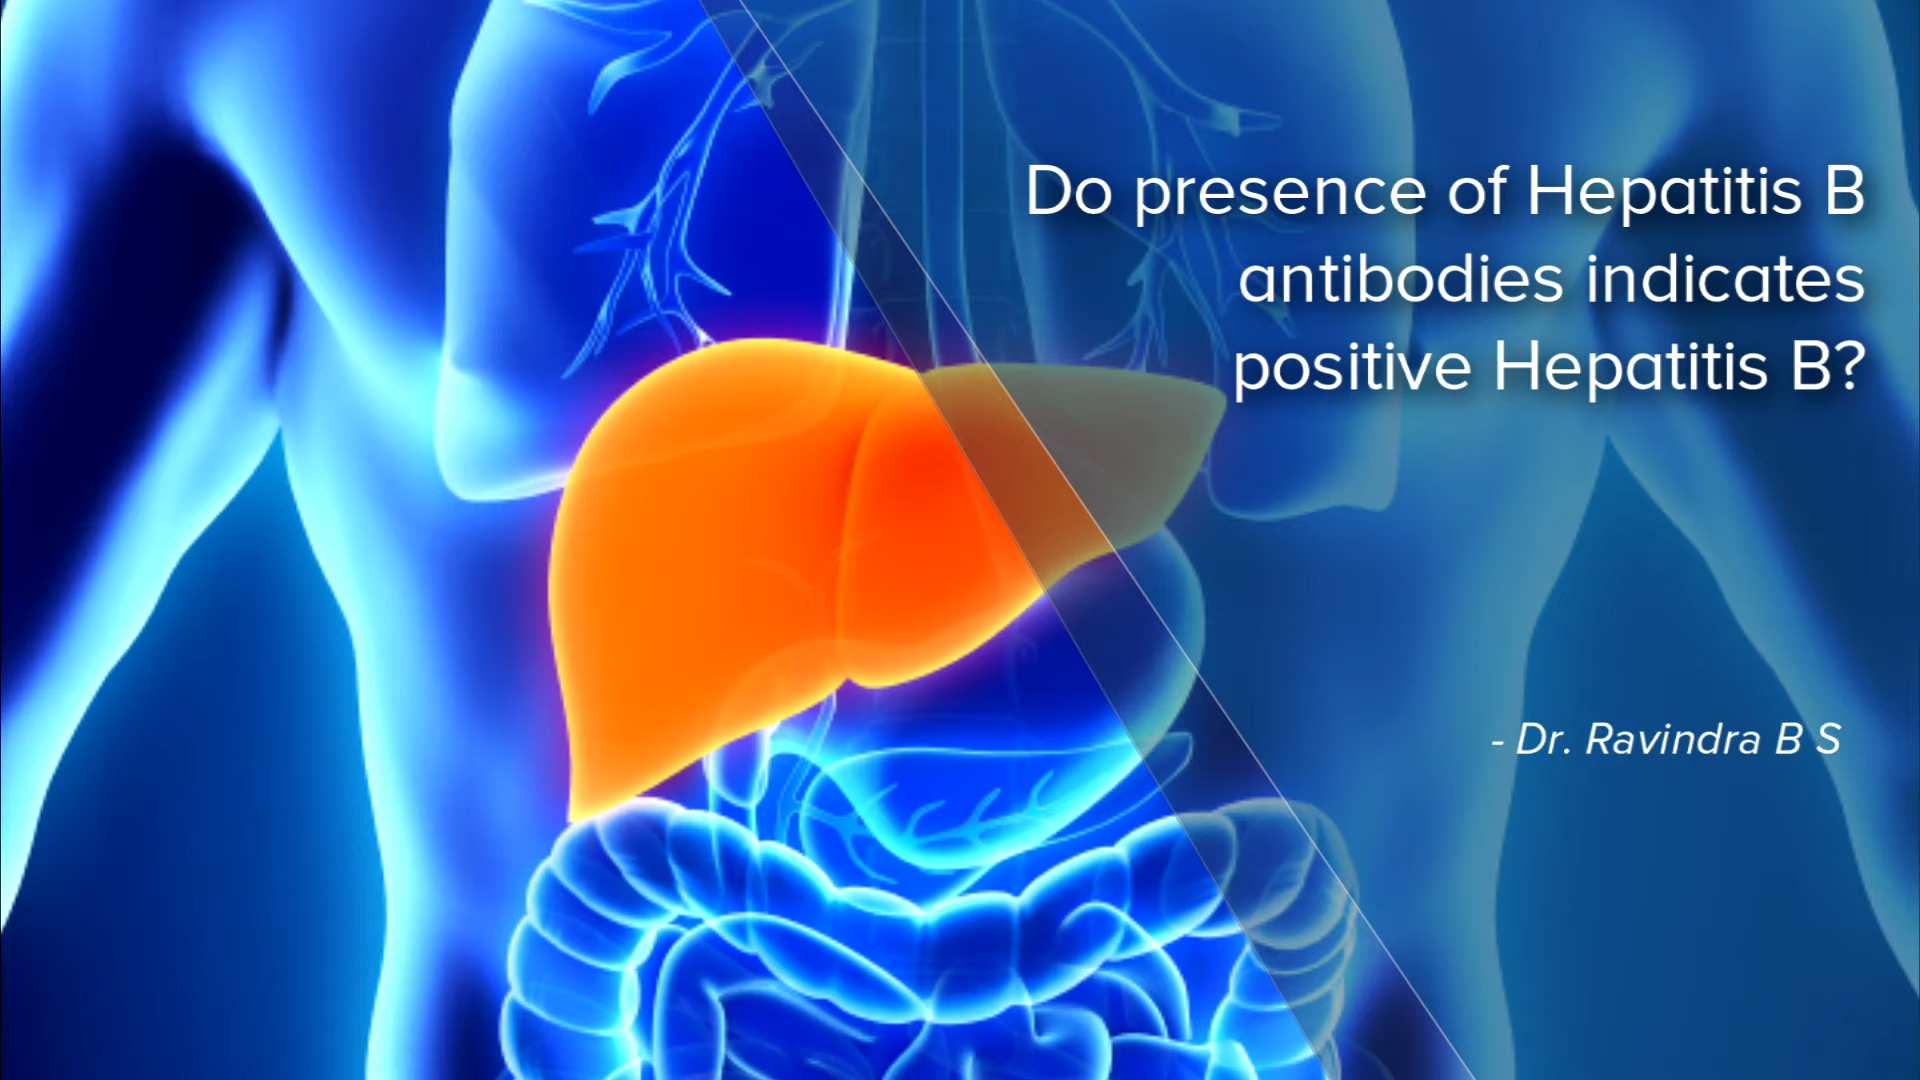 Do presence of Hepatitis B
antibodies indicates
positive Hepatitis B?
- Dr. Ravindra B S